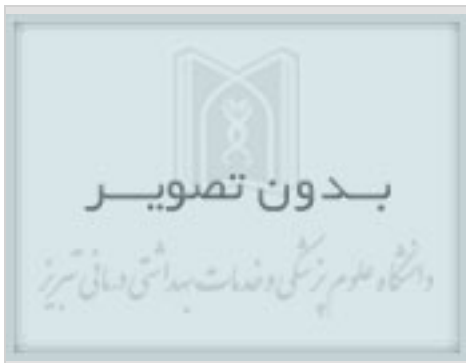 بدون تصویر
دانشگاه علوم پزشکی و خدمات بهداشتی درمانی تبریز